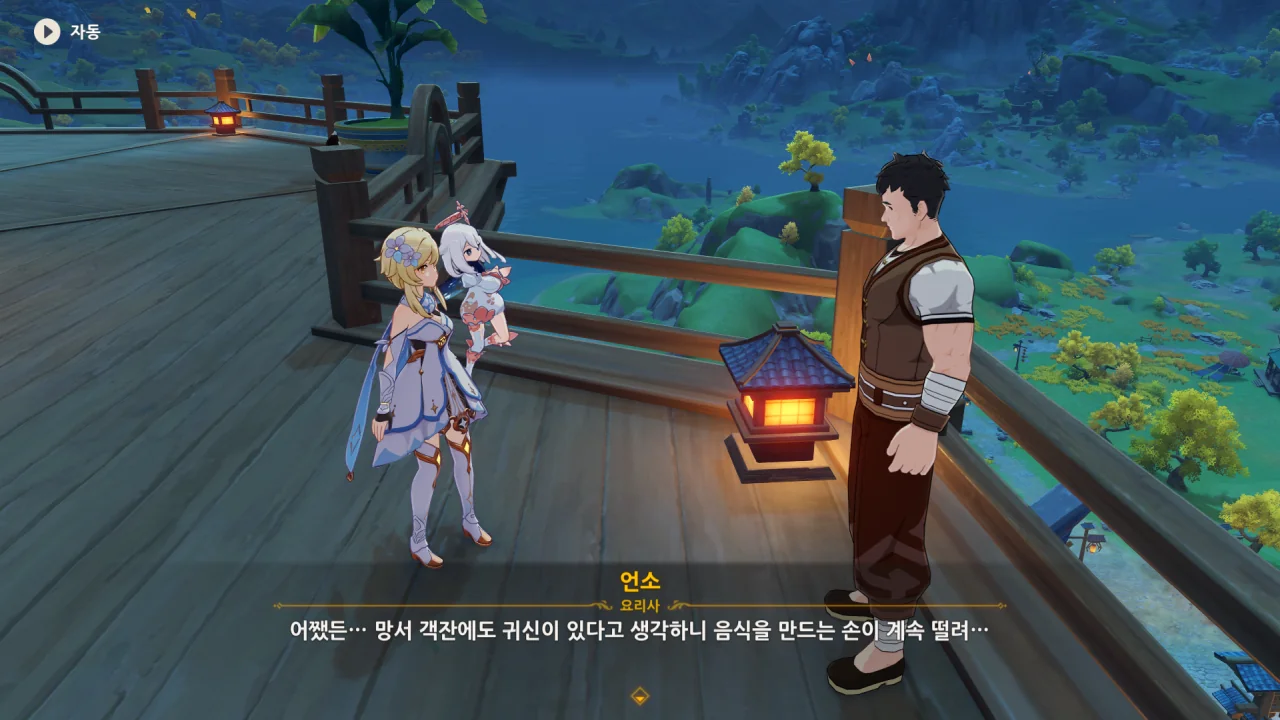 자동
언소
요리사
어쨌든… 망서 객잔에도 귀신이 있다고 생각하니 음식을 만드는 손이 계속 떨려…